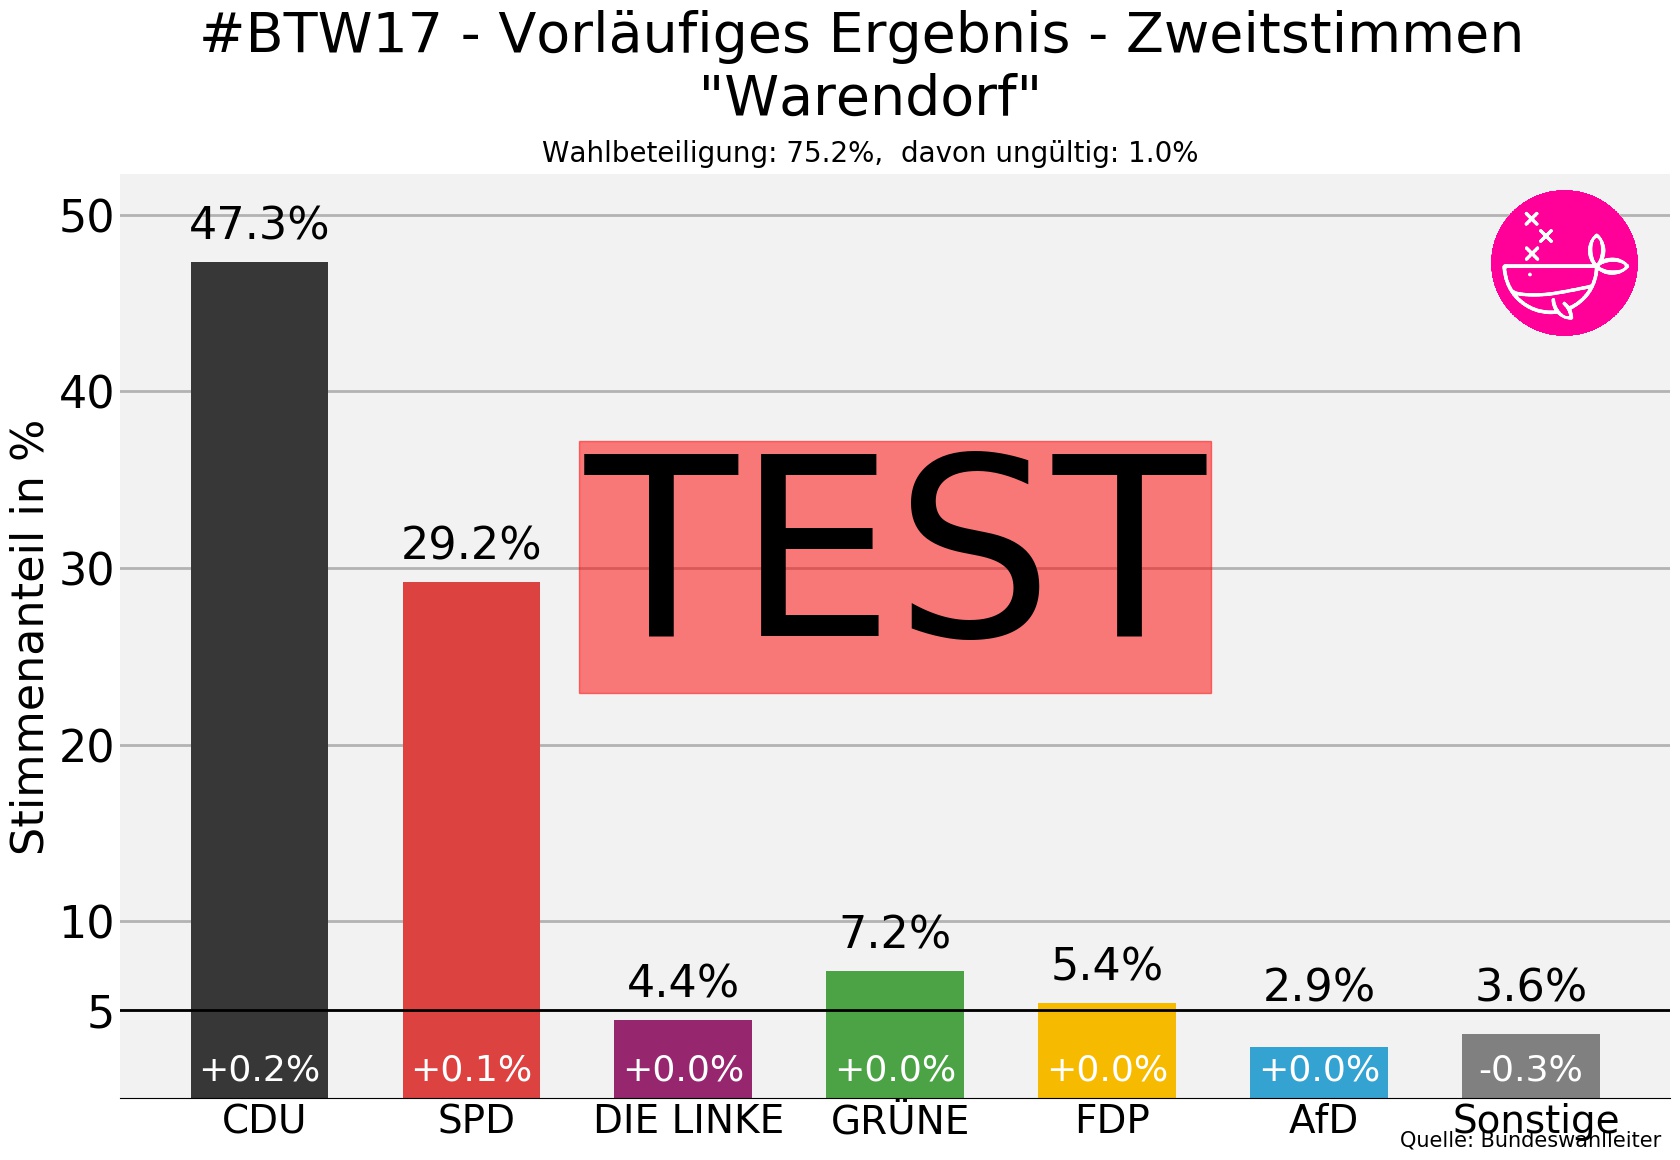 #BTW17 - Vorläufiges Ergebnis - Zweitstimmen
"Warendorf"
Wahlbeteiligung: 75.2%,  davon ungültig: 1.0%
Stimmenanteil in %
50
40
30
20
10
5
47.3%
29.2%
4.4%
7.2%
5.4%
2.9%
3.6%
TEST
+0.2%
+0.1%
+0.0%
+0.0%
+0.0%
+0.0%
-0.3%
CDU
SPD
DIE LINKE
GRÜNE
FDP
AfD
Sonstige
Quelle: Bundeswahlleiter